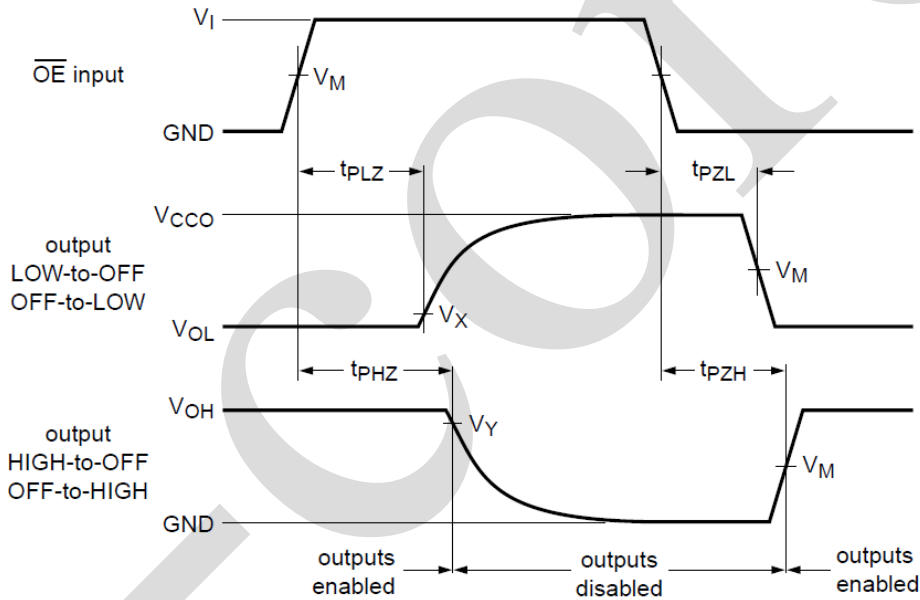 V_I
OE input
V_M
GND
t_PLZ
t_PZL
V_CCO
output
LOW-to-OFF
OFF-to-LOW
V_M
V_X
V_OL
t_PHZ
t_PZH
V_OH
output
HIGH-to-OFF
OFF-to-HIGH
V_Y
V_M
GND
outputs
enabled
outputs
disabled
outputs
enabled